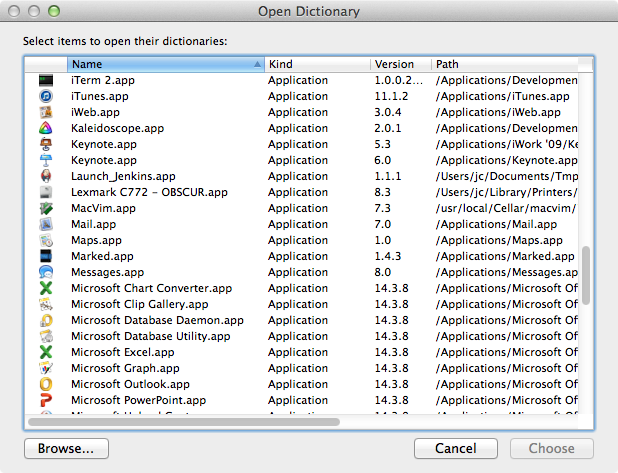 Open Dictionary
Select items to open their dictionaries:
Name Kind Version Path
iTerm 2.app Application 1.0.0.2... /Applications/Developmen
iTunes.app Application 11.1.2 /Applications/iTunes.app
iWeb.app Application 3.0.4 /Applications/iWeb.app
Kaleidoscope.app Application 2.0.1 /Applications/Developmen
Keynote.app Application 5.3 /Applications/iWork '09/Ke
Keynote.app Application 6.0 /Applications/Keynote.app
Launch_Jenkins.app Application 1.1.1 /Users/jc/Documents/Tmp
Lexmark C772 - OBSCUR.app Application 8.3 /Users/jc/Library/Printers/
MacVim.app Application 7.3 /usr/local/Cellar/macvim/
Mail.app Application 7.0 /Applications/Mail.app
Maps.app Application 1.0 /Applications/Maps.app
Marked.app Application 1.4.3 /Applications/Marked.app
Messages.app Application 8.0 /Applications/Messages.ap
Microsoft Chart Converter.app Application 14.3.8 /Applications/Microsoft Of
Microsoft Clip Gallery.app Application 14.3.8 /Applications/Microsoft Of
Microsoft Database Daemon.app Application 14.3.8 /Applications/Microsoft Of
Microsoft Database Utility.app Application 14.3.8 /Applications/Microsoft Of
Microsoft Excel.app Application 14.3.8 /Applications/Microsoft Of
Microsoft Graph.app Application 14.3.8 /Applications/Microsoft Of
Microsoft Outlook.app Application 14.3.8 /Applications/Microsoft Of
Microsoft PowerPoint.app Application 14.3.8 /Applications/Microsoft Of
Browse... Cancel Choose